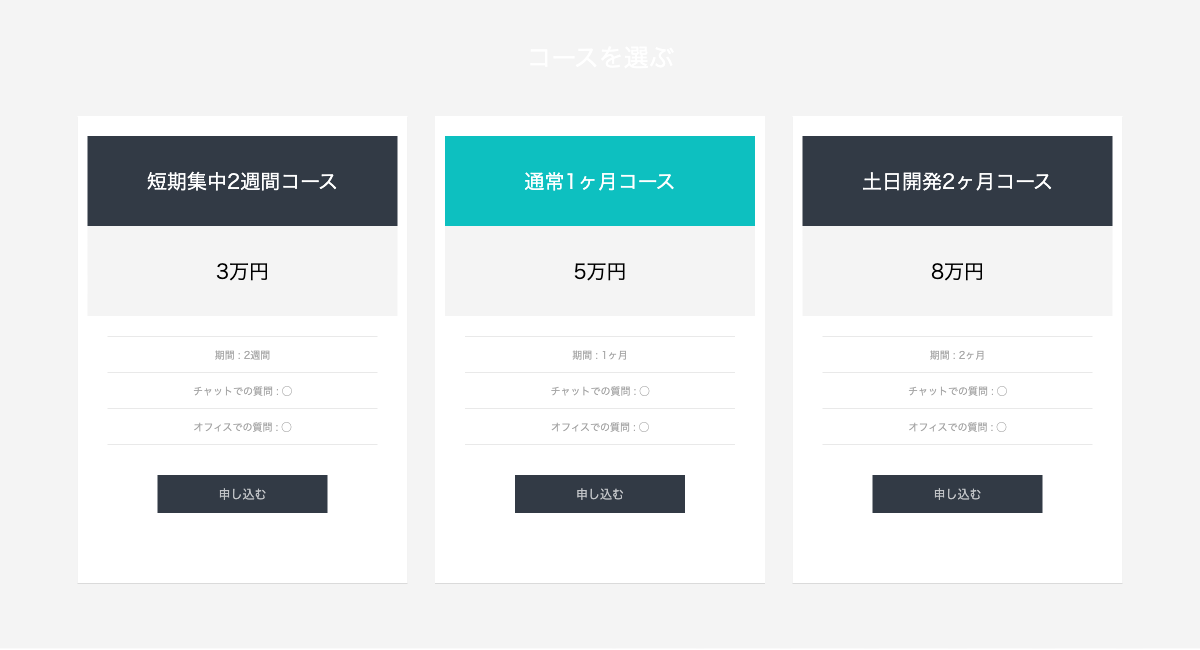 コースを選ぶ
短期集中2週間コース
3万円
期間 : 2週間
チャットでの質問 : ◯
オフィスでの質問 : ◯
申し込む
通常1ヶ月コース
5万円
期間 : 1ヶ月
チャットでの質問 : ◯
オフィスでの質問 : ◯
申し込む
土日開発2ヶ月コース
8万円
期間 : 2ヶ月
チャットでの質問 : ◯
オフィスでの質問 : ◯
申し込む